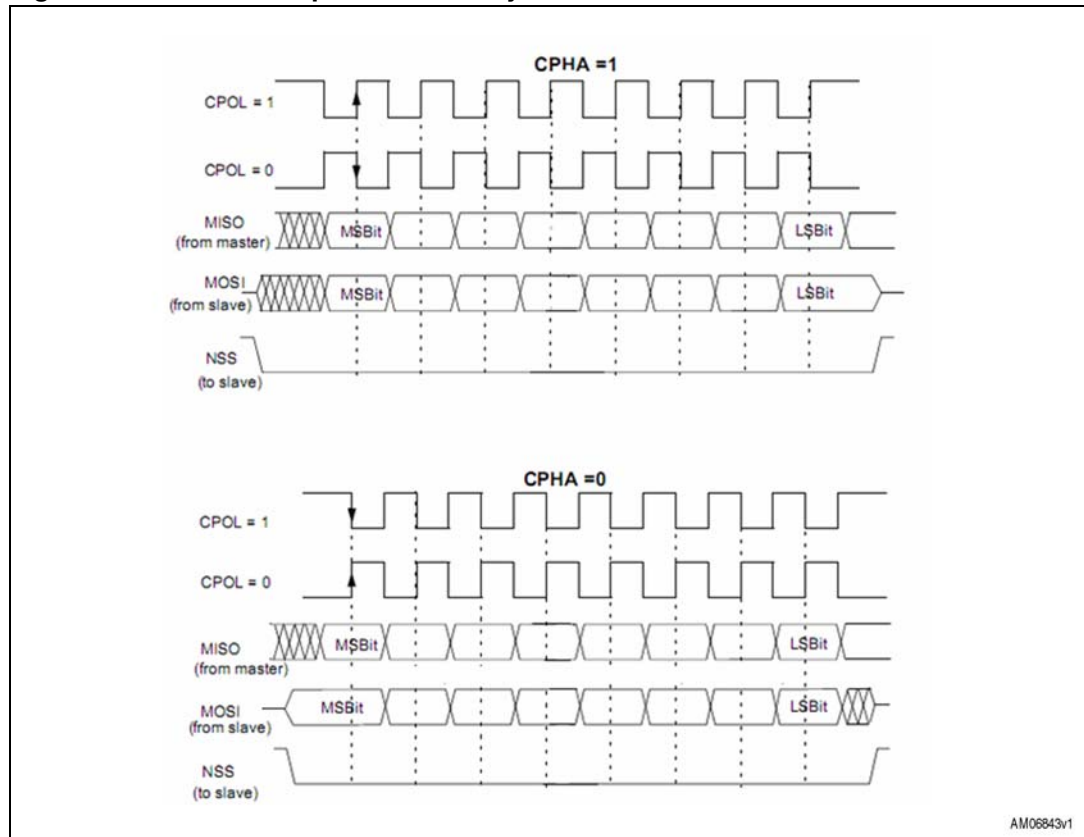 CPHA =1
CPOL = 1
CPOL = 0
MISO
(from master)
MSBit
LSBit
MOSI
(from slave)
MSBit
LSBit
NSS
(to slave)
CPHA =0
CPOL = 1
CPOL = 0
MISO
(from master)
MSBit
LSBit
MOSI
(from slave)
MSBit
LSBit
NSS
(to slave)
AM06843v1